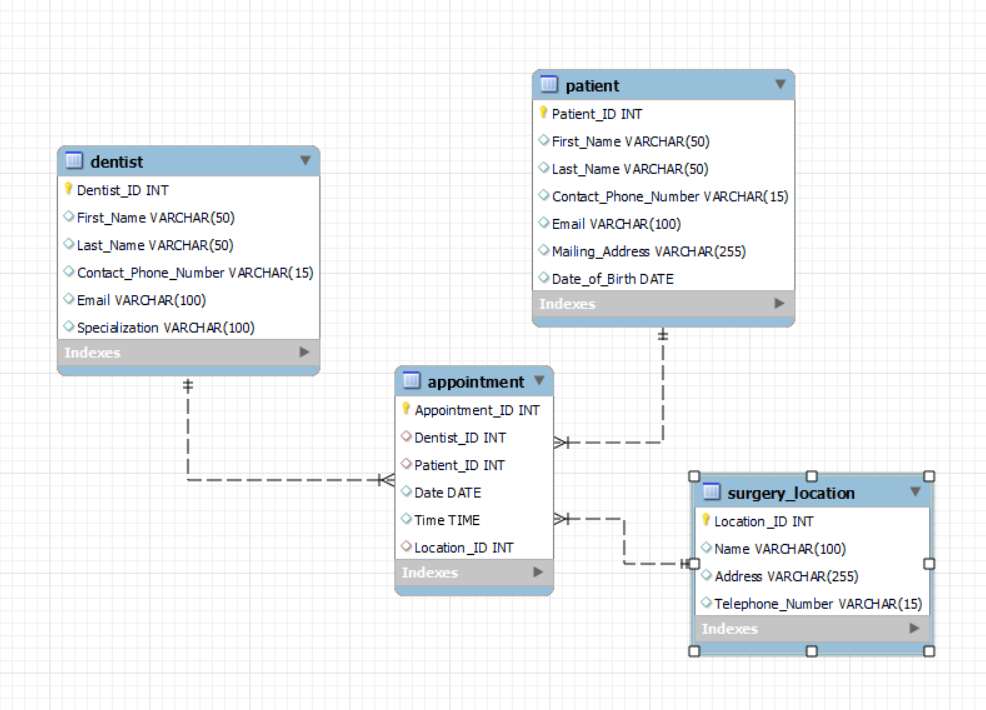 patient
Patient_ID INT
First_Name VARCHAR(50)
Last_Name VARCHAR(50)
Contact_Phone_Number VARCHAR(15)
Email VARCHAR(100)
Mailing_Address VARCHAR(255)
Date_of_Birth DATE
Indexes
dentist
Dentist_ID INT
First_Name VARCHAR(50)
Last_Name VARCHAR(50)
Contact_Phone_Number VARCHAR(15)
Email VARCHAR(100)
Specialization VARCHAR(100)
Indexes
appointment
Appointment_ID INT
Dentist_ID INT
Patient_ID INT
Date DATE
Time TIME
Location_ID INT
Indexes
surgery_location
Location_ID INT
Name VARCHAR(100)
Address VARCHAR(255)
Telephone_Number VARCHAR(15)
Indexes